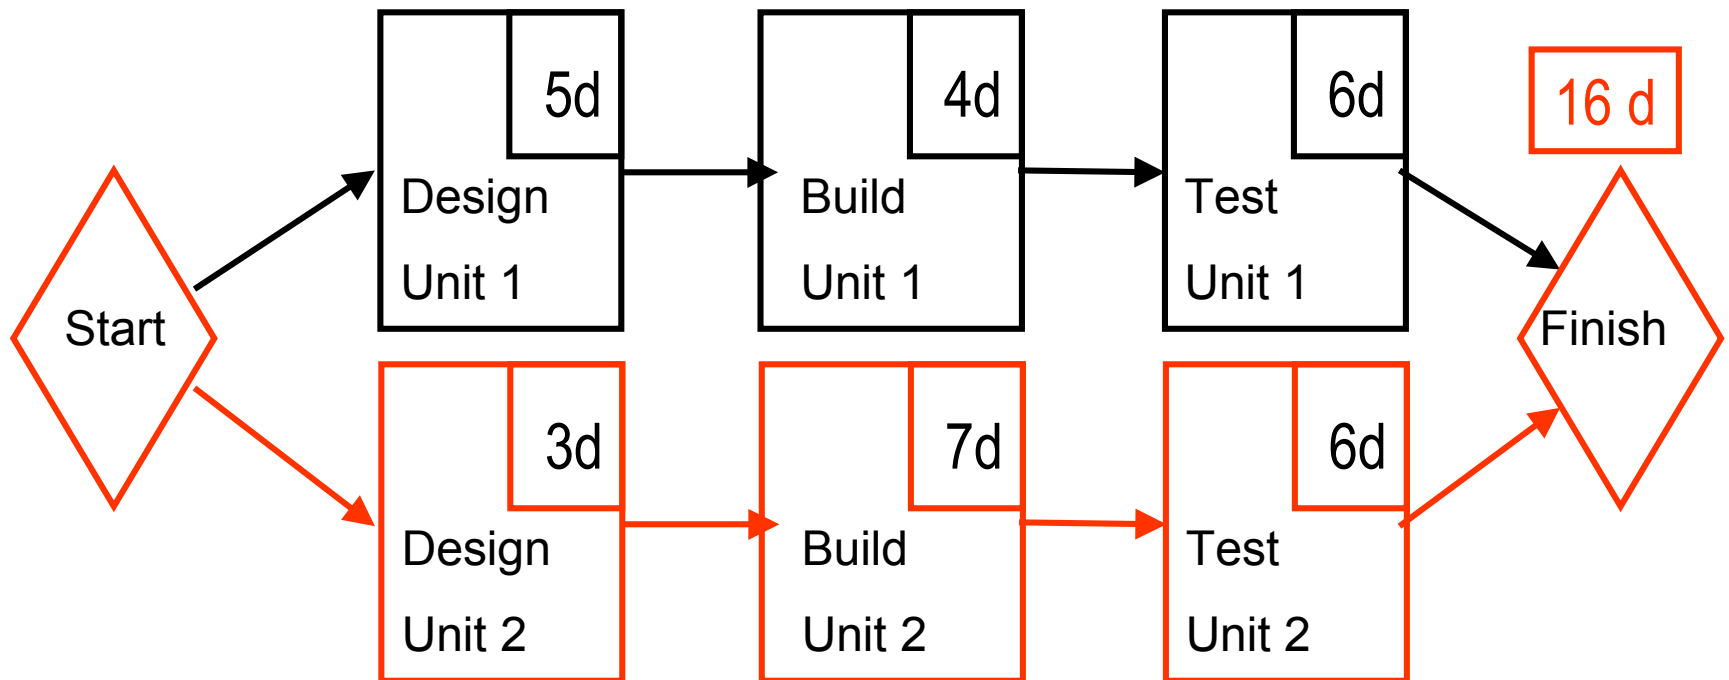 5d
4d
6d
16 d
Design
Unit 1
Build
Unit 1
Test
Unit 1
Start
Finish
3d
7d
6d
Design
Unit 2
Build
Unit 2
Test
Unit 2